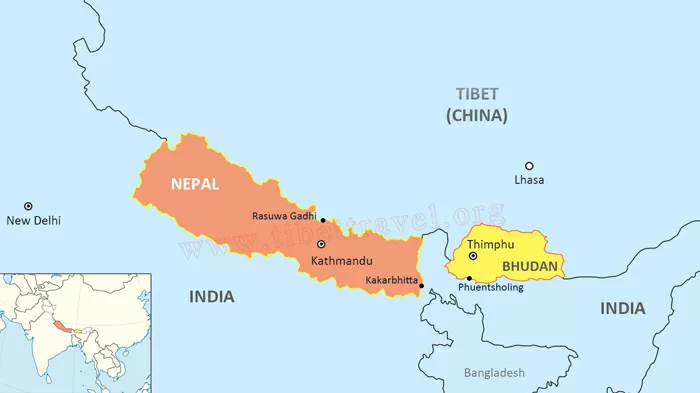 TIBET
(CHINA)
Lhasa
NEPAL
New Delhi
Rasuwa Gadhi
www.tibettravel.org
Kathmandu
Thimphu
BHUDAN
Kakarbhitta
Phuentsholing
INDIA
INDIA
Bangladesh